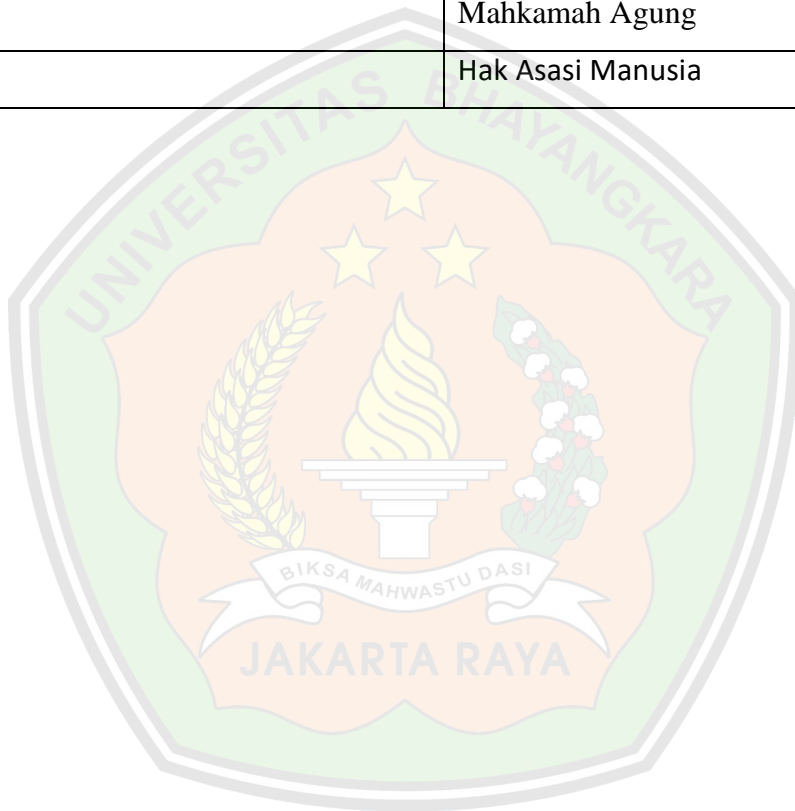 Mahkamah Agung
Hak Asasi Manusia
UNIVERSITAS BHAYANGKARA
BIKSA MAHWASTU DASI
JAKARTA RAYA